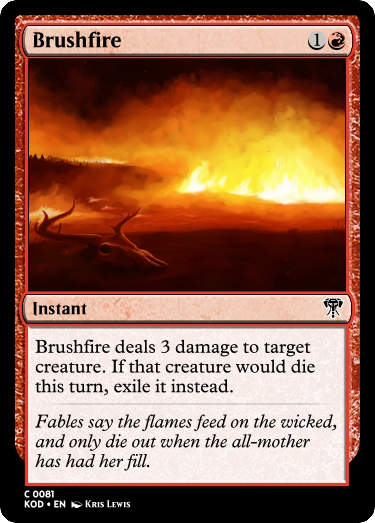 Brushfire 1
Instant
Brushfire deals 3 damage to target
creature. If that creature would die
this turn, exile it instead.
Fables say the flames feed on the wicked,
and only die out when the all-mother
has had her fill.
C 0081
KOD • EN Kris Lewis